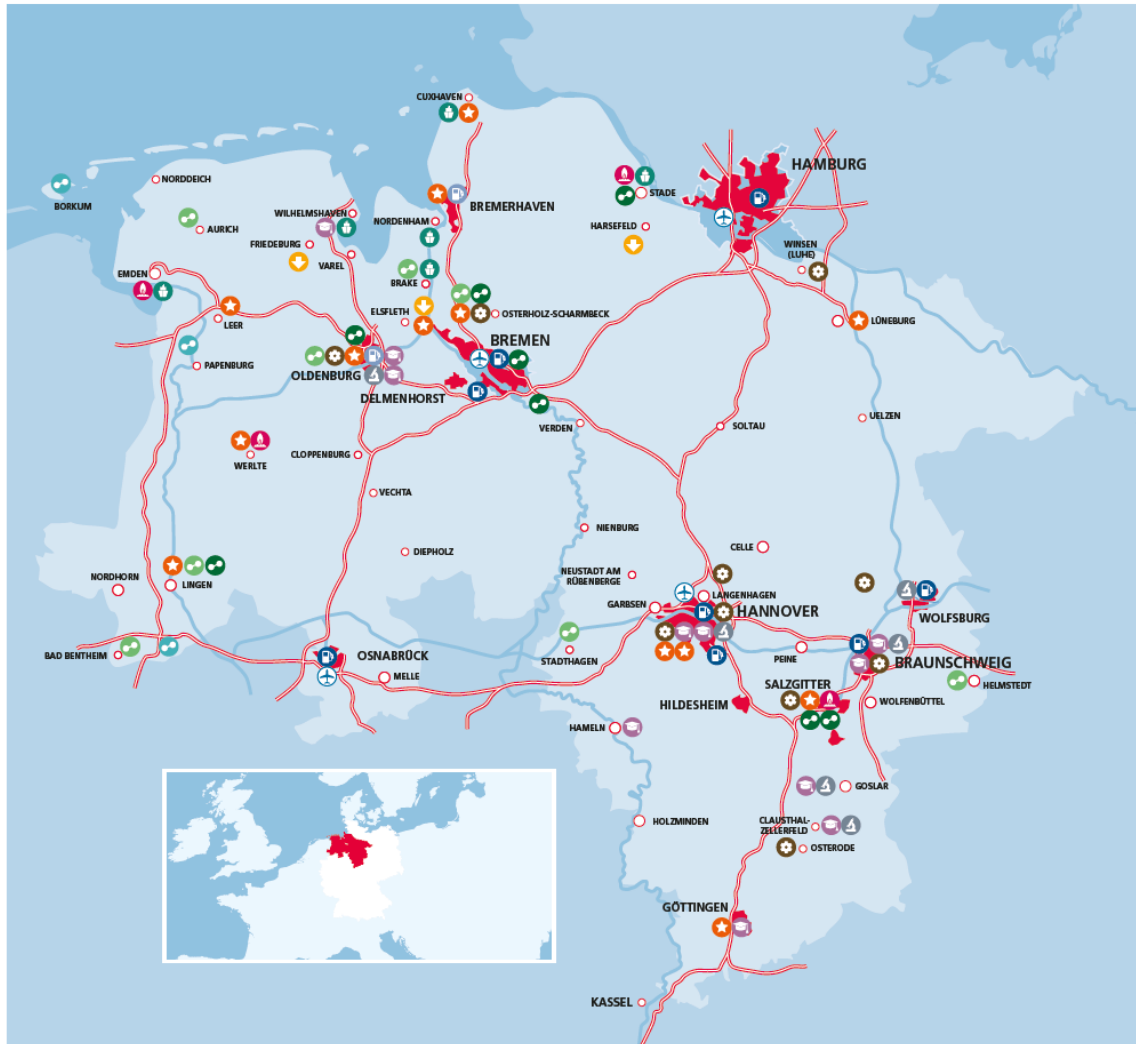 CUXHAVEN
HAMBURG
NORDDEICH
STADE
BORKUM
BREMERHAVEN
WILHELMSHAVEN
NORDENHAM
AURICH
HARSEFELD
FRIEDEBURG
WINSEN
(LUHE)
VAREL
EMDEN
BRAKE
ELSFLETH
OSTERHOLZ-SCHARMBECK
LEER
LÜNEBURG
BREMEN
PAPENBURG
OLDENBURG
DELMENHORST
UELZEN
VERDEN
SOLTAU
WERLTE
CLOPPENBURG
VECHTA
NIENBURG
DIEPHOLZ
CELLE
NEUSTADT AM
RÜBENBERGE
NORDHORN
LINGEN
LANGENHAGEN
GARBSEN
HANNOVER
WOLFSBURG
BAD BENTHEIM
OSNABRÜCK
STADTHAGEN
PEINE
BRAUNSCHWEIG
MELLE
SALZGITTER
HELMSTEDT
HILDESHEIM
WOLFENBÜTTEL
HAMELN
GOSLAR
HOLZMINDEN
CLAUSTHAL-
ZELLERFELD
OSTERODE
GÖTTINGEN
KASSEL